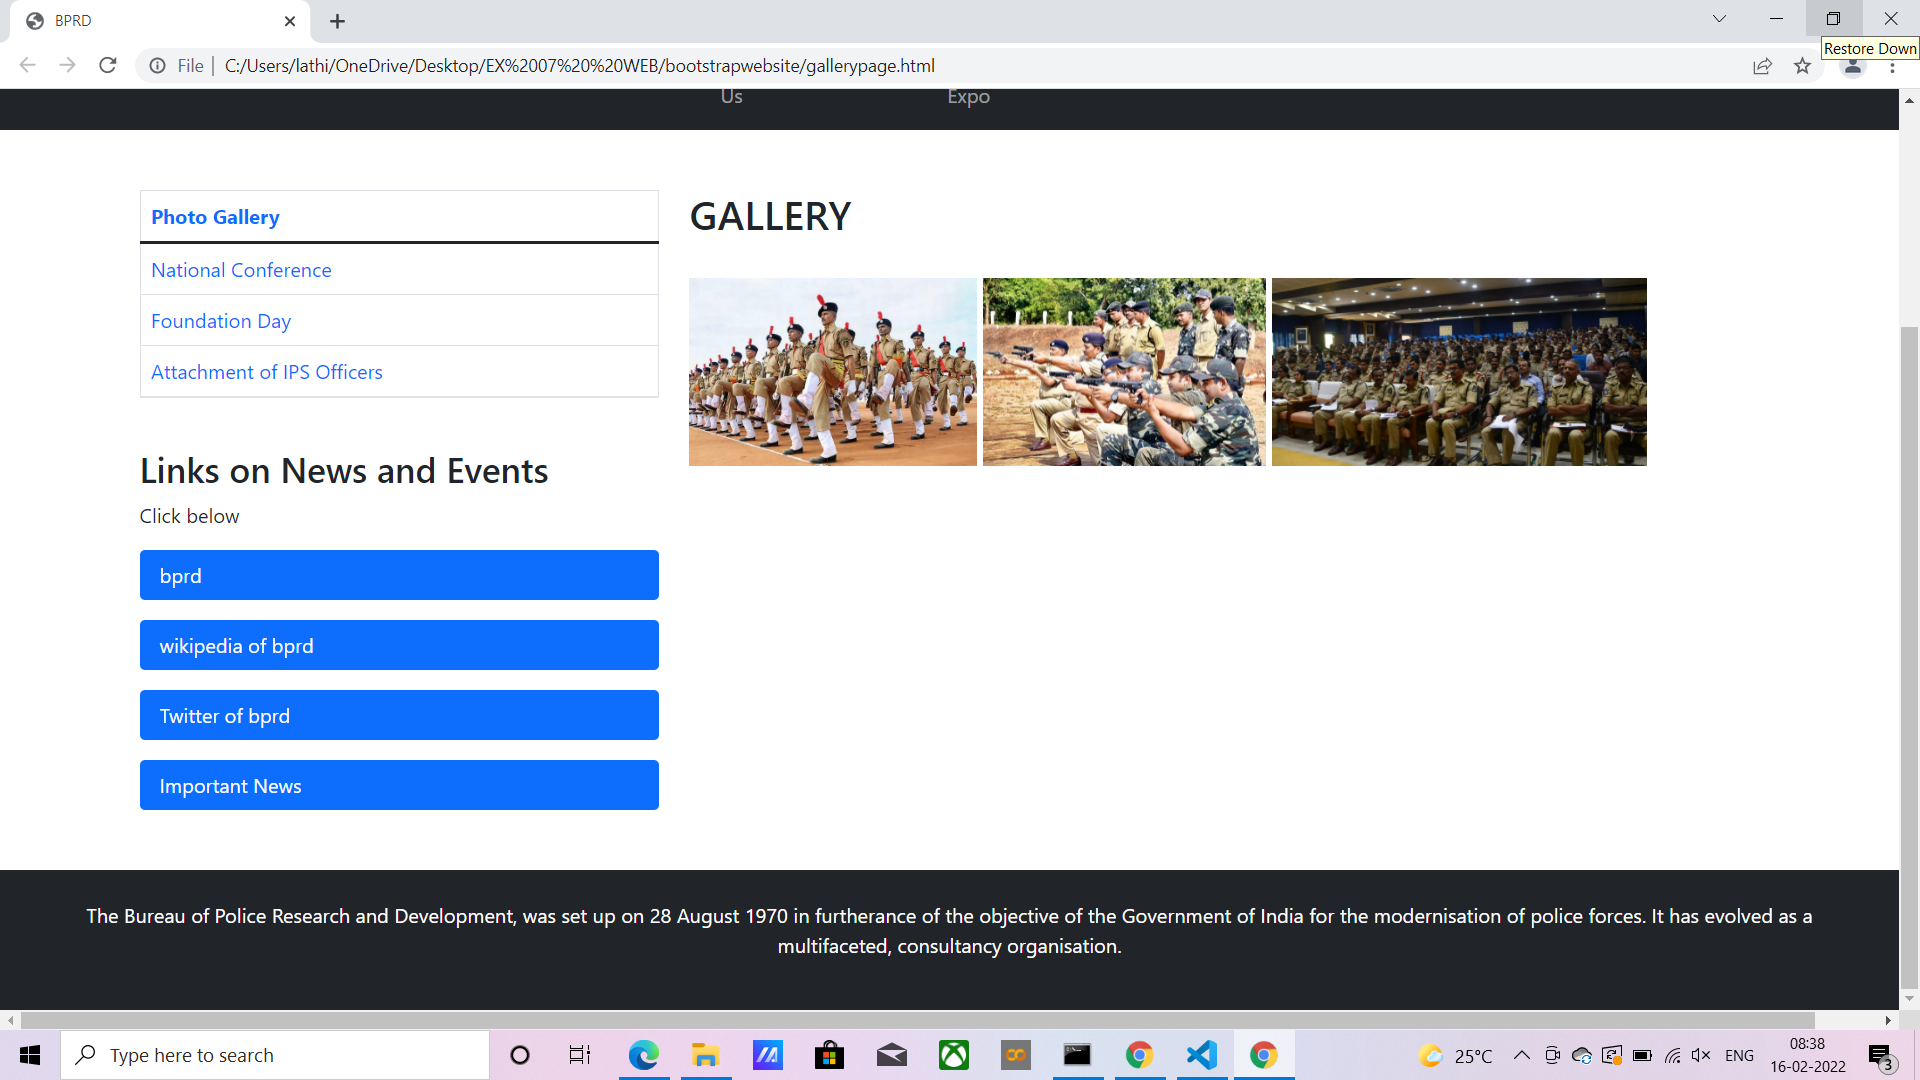 BPRD
Restore Down
File
C:/Users/lathi/OneDrive/Desktop/EX%2007%20%20WEB/bootstrapwebsite/gallerypage.html
Us
Expo
Photo Gallery
National Conference
Foundation Day
Attachment of IPS Officers
GALLERY
Links on News and Events
Click below
bprd
wikipedia of bprd
Twitter of bprd
Important News
The Bureau of Police Research and Development, was set up on 28 August 1970 in furtherance of the objective of the Government of India for the modernisation of police forces. It has evolved as a
multifaceted, consultancy organisation.
Type here to search
25°C
ENG
08:38
16-02-2022
3